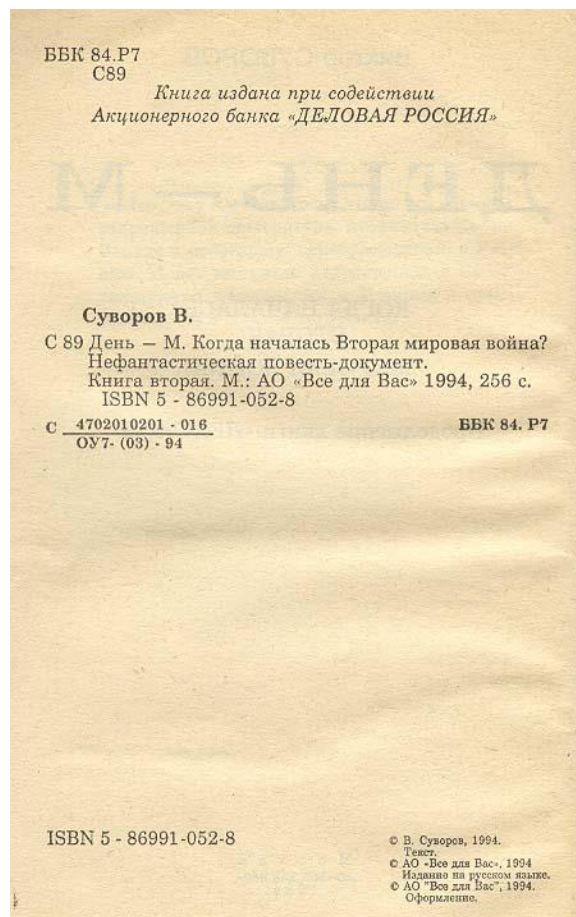 ББК 84.Р7
С89
Книга издана при содействии
Акционерного банка «ДЕЛОВАЯ РОССИЯ»
Суворов В.
С 89 День — М. Когда началась Вторая мировая война?
Нефантастическая повесть-документ.
Книга вторая. М.: АО «Все для Вас» 1994, 256 с.
ISBN 5 - 86991-052-8
С 4702010201 - 016
ОУ7- (03) - 94
ББК 84. Р7
ISBN 5 - 86991-052-8
© В. Суворов, 1994.
Текст.
© АО «Все для Вас», 1994
Издание на русском языке.
© АО "Все для Вас", 1994.
Оформление.